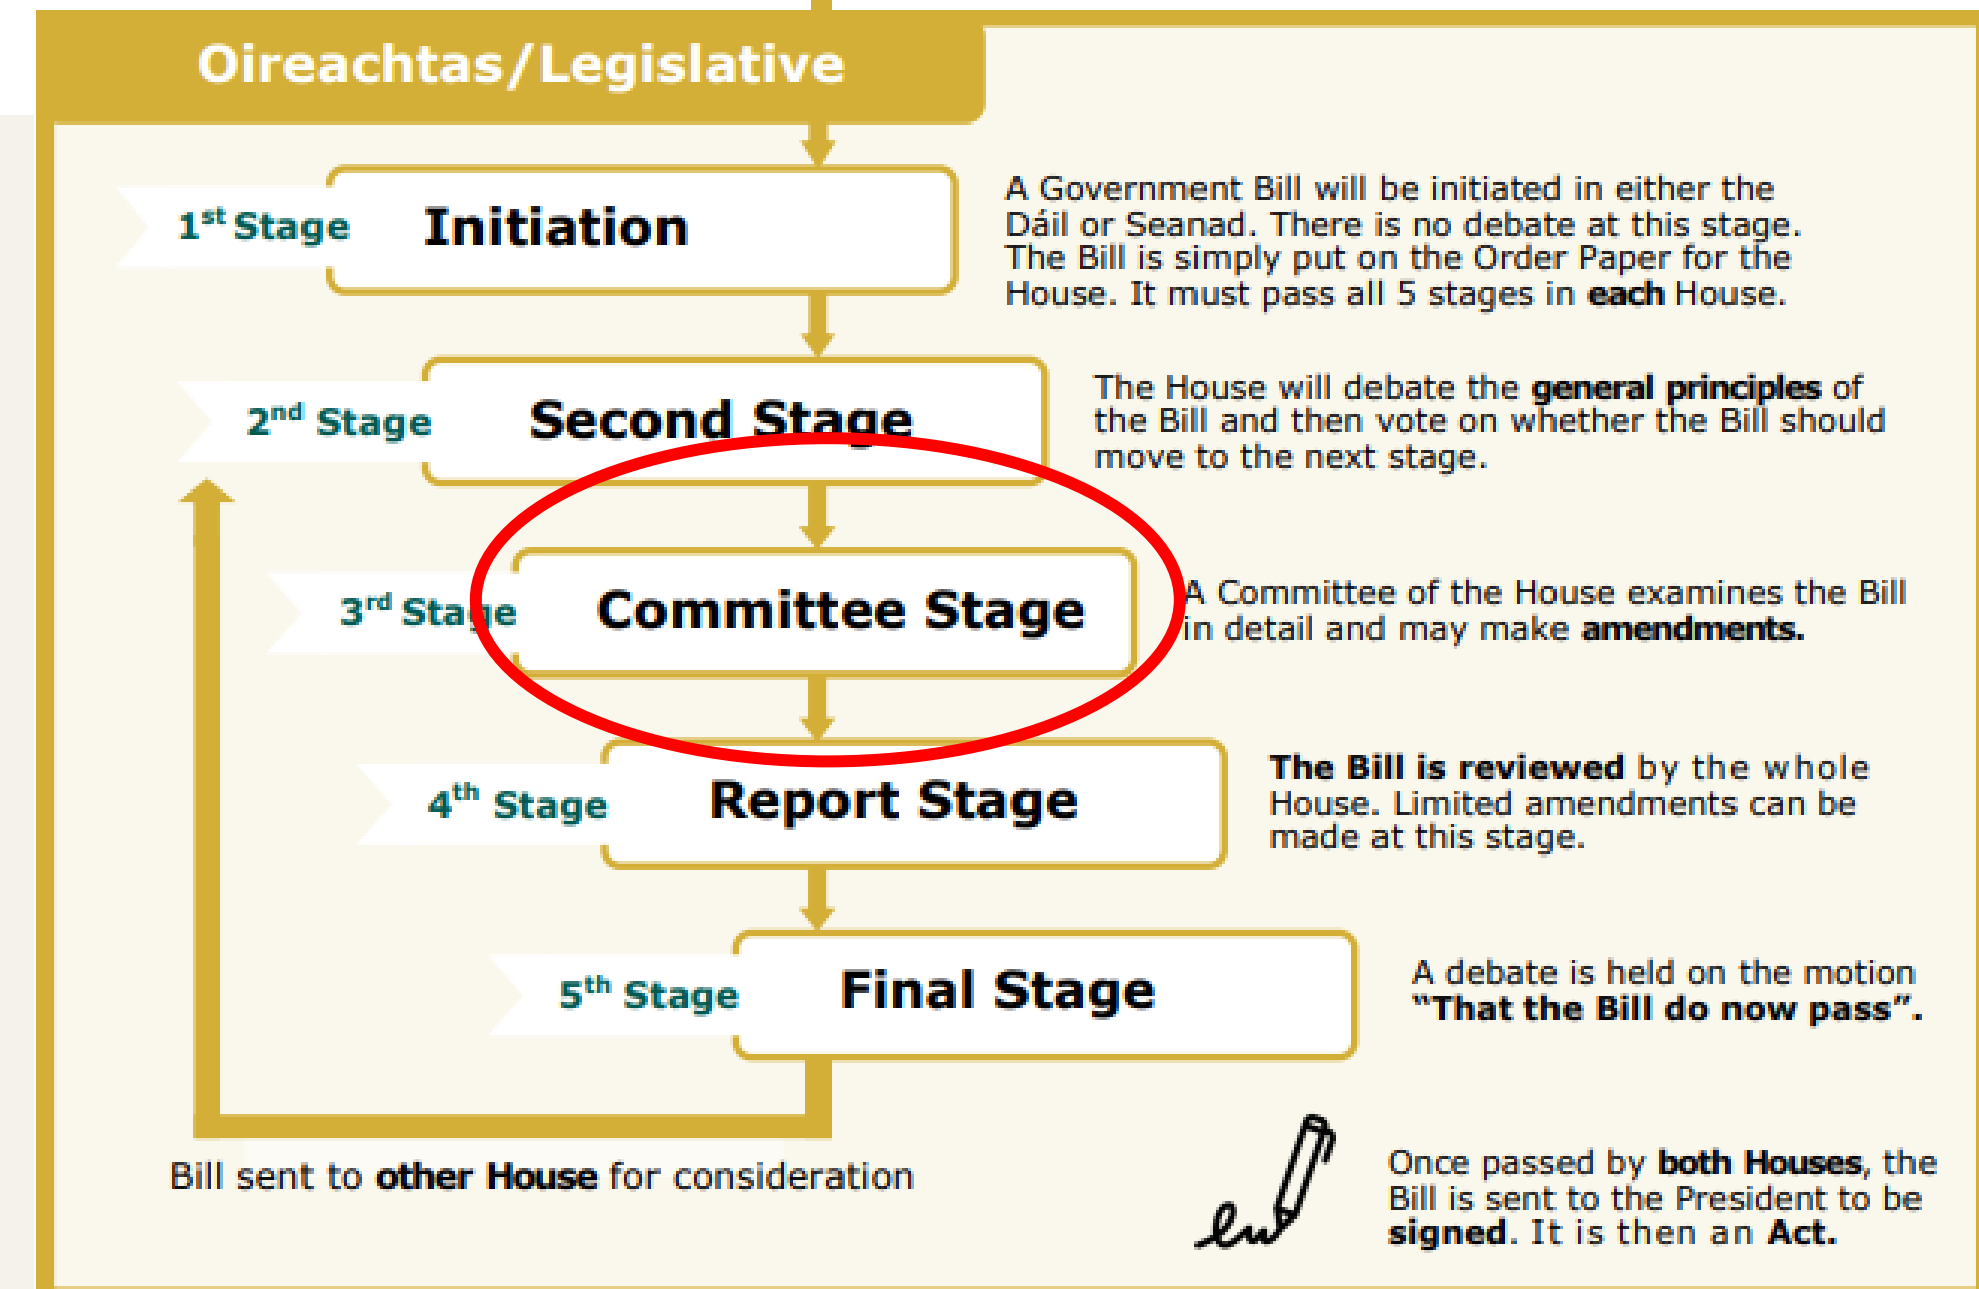 Oireachtas/Legislative
1st Stage
Initiation
A Government Bill will be initiated in either the
Dáil or Seanad. There is no debate at this stage.
The Bill is simply put on the Order Paper for the
House. It must pass all 5 stages in each House.
2nd Stage
Second Stage
The House will debate the general principles of
the Bill and then vote on whether the Bill should
move to the next stage.
3rd Stage
Committee Stage
A Committee of the House examines the Bill
in detail and may make amendments.
4th Stage
Report Stage
The Bill is reviewed by the whole
House. Limited amendments can be
made at this stage.
5th Stage
Final Stage
A debate is held on the motion
“That the Bill do now pass”.
Bill sent to other House for consideration
Once passed by both Houses, the
Bill is sent to the President to be
signed. It is then an Act.